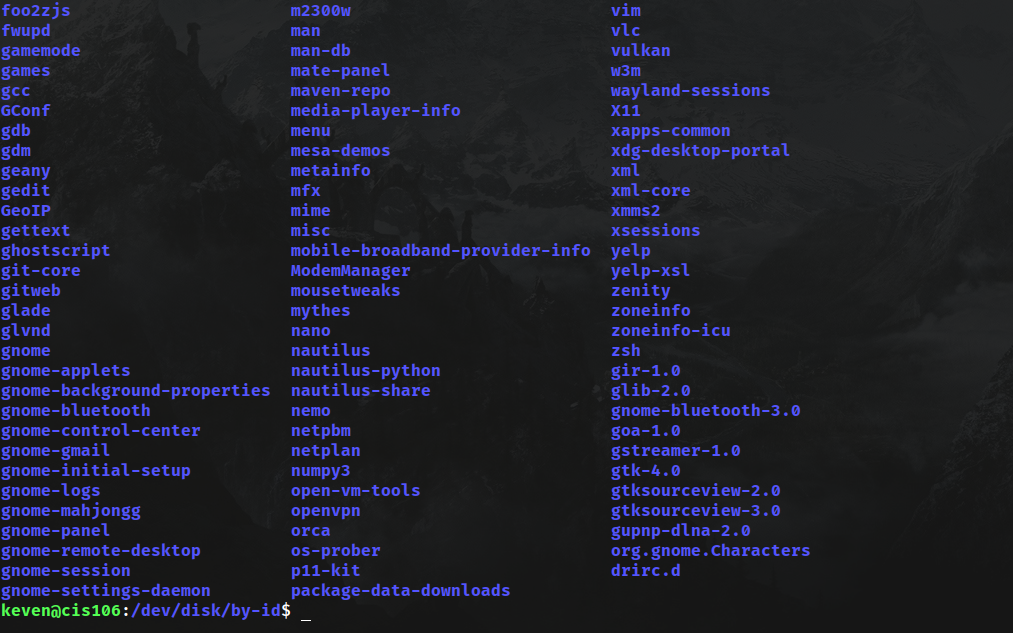 foo2zjs m2300w vim
fwupd man vlc
gamemode man-db vulkan
games mate-panel w3m
gcc maven-repo wayland-sessions
GConf media-player-info X11
gdb menu xapps-common
gdm mesa-demos xdg-desktop-portal
geany metainfo xml
gedit mfx xml-core
GeoIP mime xmms2
gettext misc xsessions
ghostscript mobile-broadband-provider-info yelp
git-core ModemManager yelp-xsl
gitweb mousetweaks zenity
glade mythes zoneinfo
glvnd nano zoneinfo-icu
gnome nautilus zsh
gnome-applets nautilus-python gir-1.0
gnome-background-properties nautilus-share glib-2.0
gnome-bluetooth nemo gnome-bluetooth-3.0
gnome-control-center netpbm goa-1.0
gnome-gmail netplan gstreamer-1.0
gnome-initial-setup numpy3 gtk-4.0
gnome-logs open-vm-tools gtksourceview-2.0
gnome-mahjongg openvpn gtksourceview-3.0
gnome-panel orca gupnp-dlna-2.0
gnome-remote-desktop os-prober org.gnome.Characters
gnome-session p11-kit drirc.d
gnome-settings-daemon package-data-downloads
keven@cis106:/dev/disk/by-id$ _